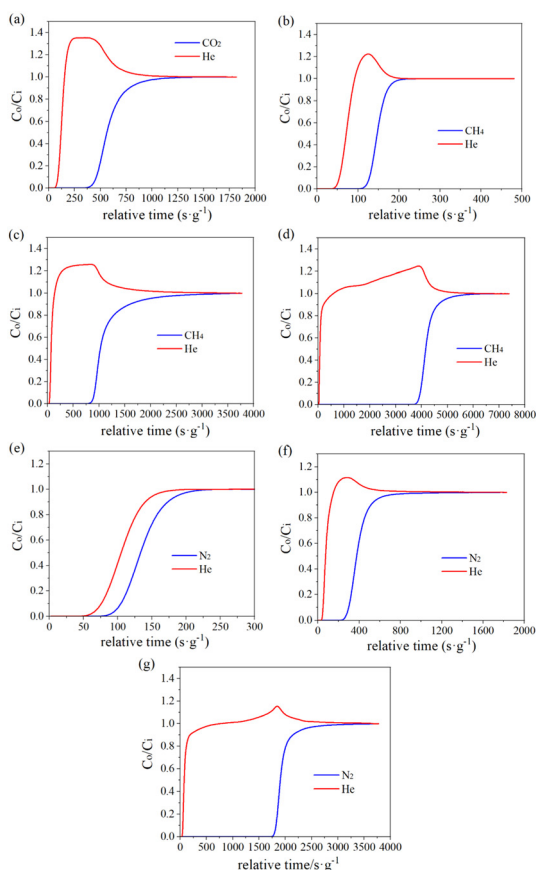 (a)
Co/Ci
1.4
1.2
1.0
0.8
0.6
0.4
0.2
0.0
CO₂
He
0 250 500 750 1000 1250 1500 1750 2000
relative time (s·g⁻¹)
(b)
Co/Ci
1.4
1.2
1.0
0.8
0.6
0.4
0.2
0.0
CH₄
He
0 100 200 300 400 500
relative time (s·g⁻¹)
(c)
Co/Ci
1.4
1.2
1.0
0.8
0.6
0.4
0.2
0.0
CH₄
He
0 500 1000 1500 2000 2500 3000 3500 4000
relative time (s·g⁻¹)
(d)
Co/Ci
1.4
1.2
1.0
0.8
0.6
0.4
0.2
0.0
CH₄
He
0 1000 2000 3000 4000 5000 6000 7000 8000
relative time (s·g⁻¹)
(e)
Co/Ci
1.2
1.0
0.8
0.6
0.4
0.2
0.0
N₂
He
0 50 100 150 200 250 300
relative time (s·g⁻¹)
(f)
Co/Ci
1.4
1.2
1.0
0.8
0.6
0.4
0.2
0.0
N₂
He
0 400 800 1200 1600 2000
relative time (s·g⁻¹)
(g)
Co/Ci
1.4
1.2
1.0
0.8
0.6
0.4
0.2
0.0
N₂
He
0 500 1000 1500 2000 2500 3000 3500 4000
relative time/s·g⁻¹